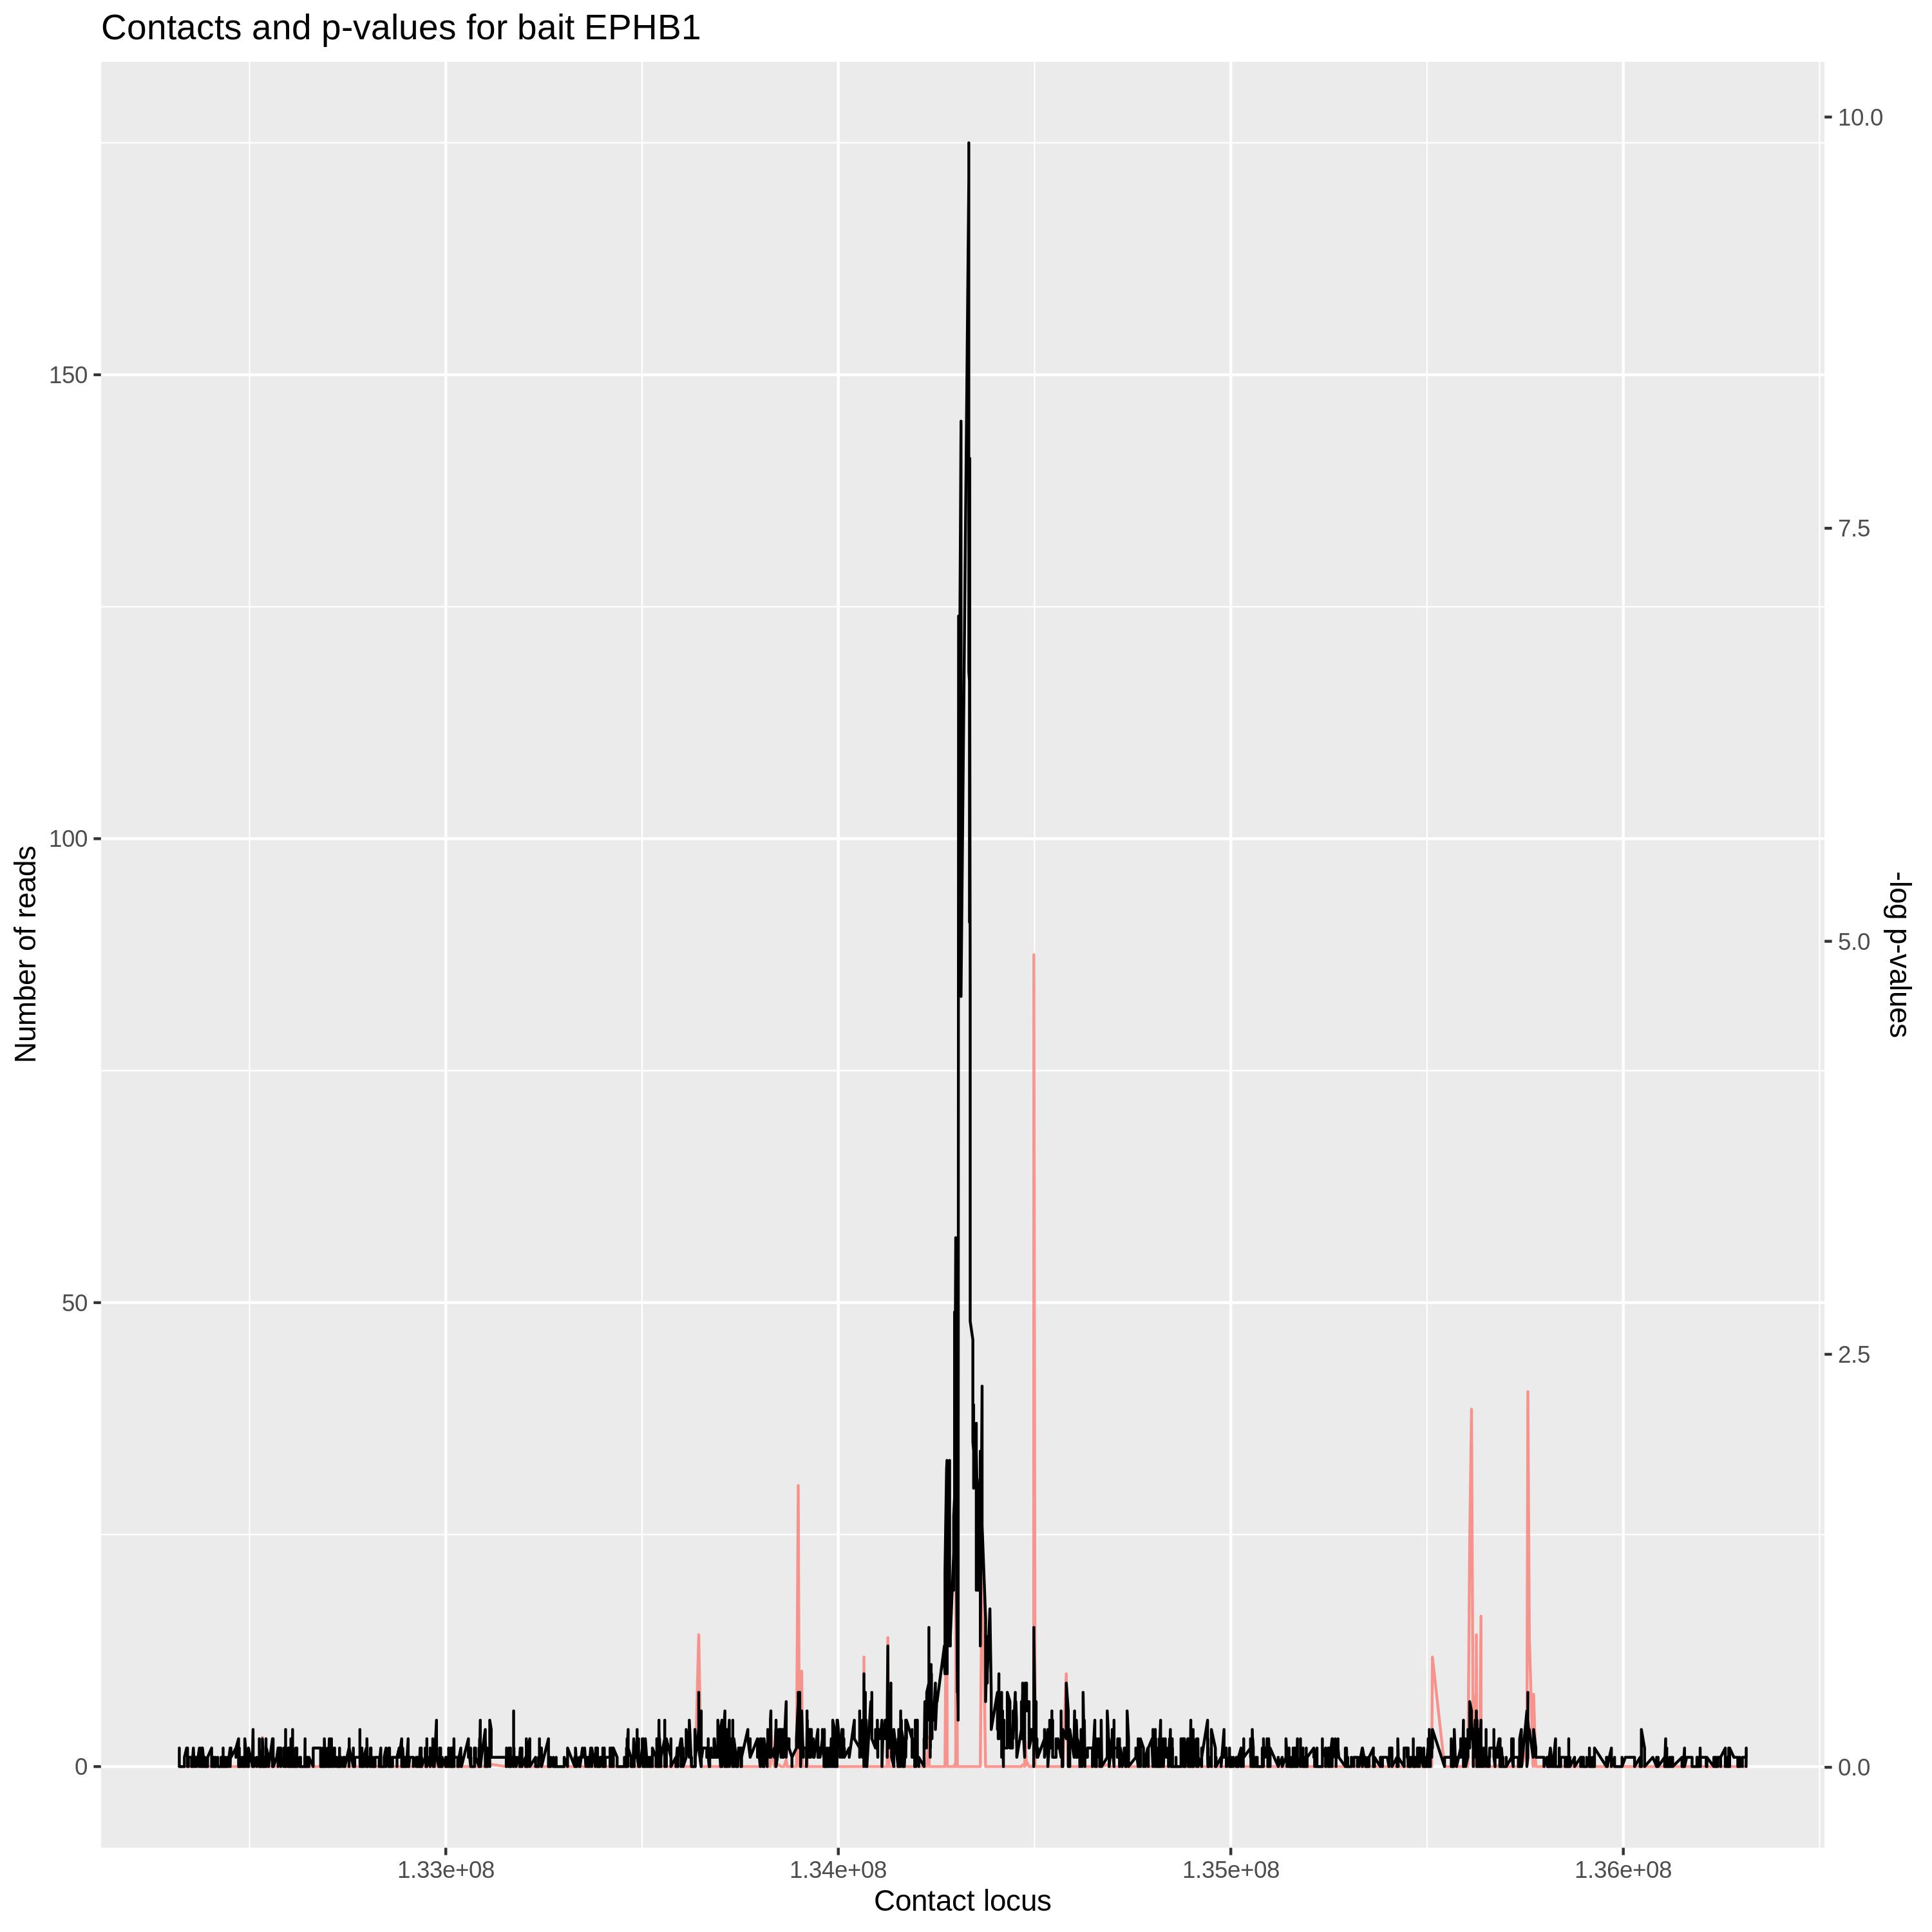 Contacts and p-values for bait EPHB1
Number of reads
150
100
50
0
10.0
7.5
5.0
2.5
0.0
-log p-values
1.33e+08
1.34e+08
1.35e+08
1.36e+08
Contact locus